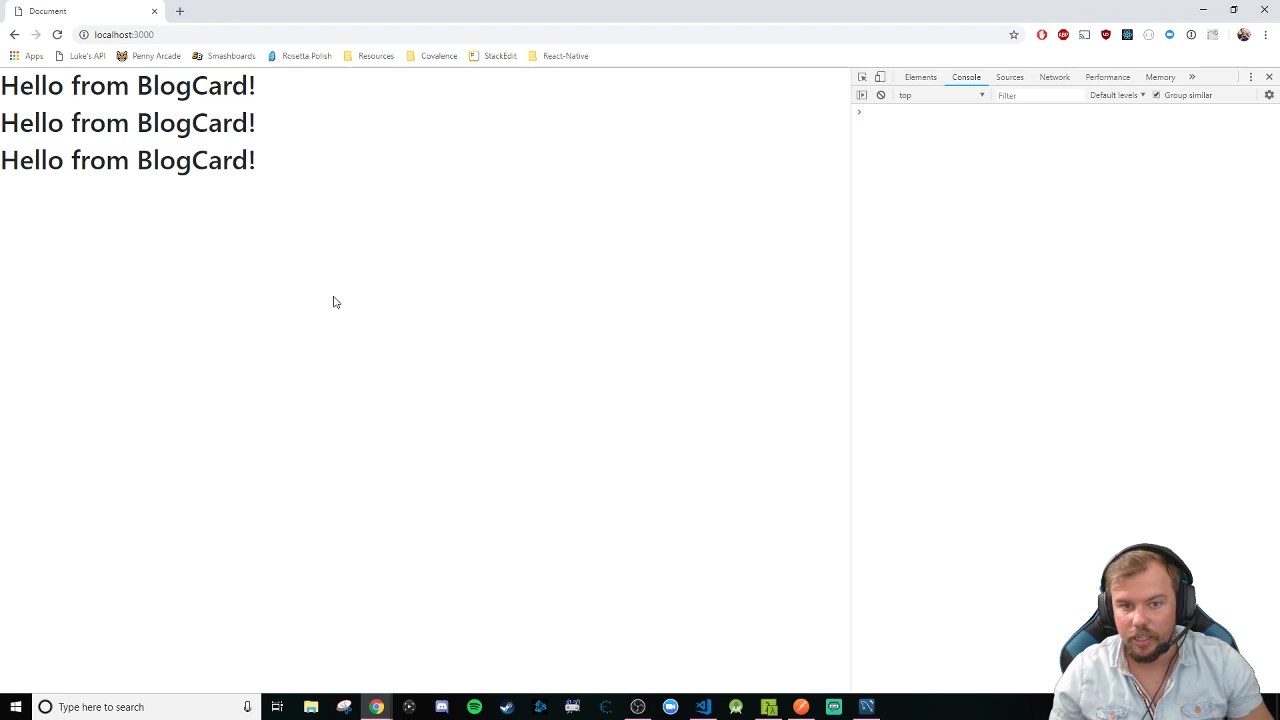 Document
localhost:3000
Apps Luke's API Penny Arcade Smashboards Rosetta Polish Resources Covalence StackEdit React-Native
Hello from BlogCard!
Hello from BlogCard!
Hello from BlogCard!
Elements Console Sources Network Performance Memory »
top Filter Default levels Group similar
Type here to search